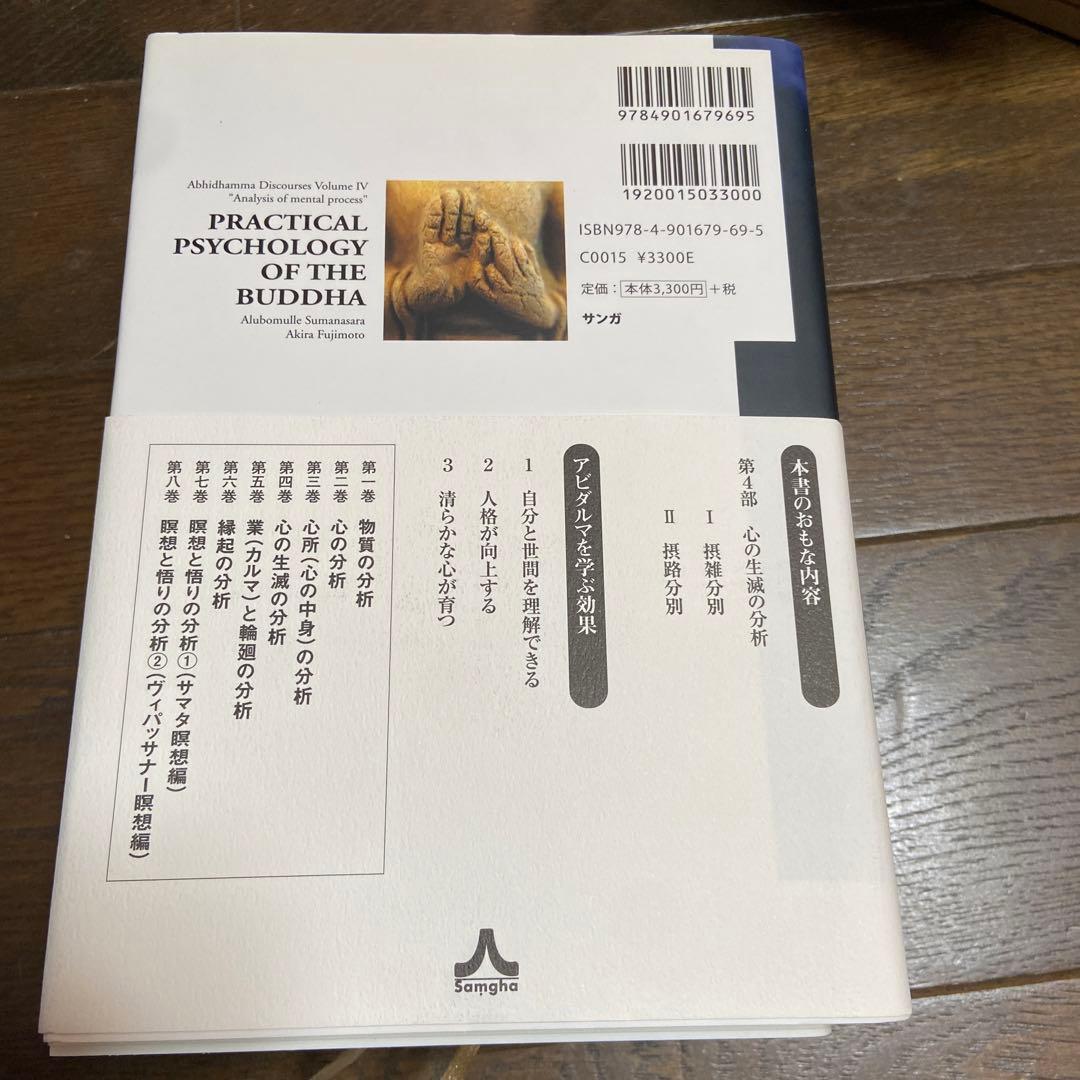 9784901679695
1920015033000
ISBN978-4-901679-69-5
C0015 ¥3300E
定価：本体3,300円＋税
サンガ
Abhidhamma Discourses Volume IV
"Analysis of mental process"
PRACTICAL
PSYCHOLOGY
OF THE
BUDDHA
Alubomulle Sumanasara
Akira Fujimoto
本書のおもな内容
第4部 心の生滅の分析
Ⅰ 摂雑分別
Ⅱ 摂路分別
アビダルマを学ぶ効果
1 自分と世間を理解できる
2 人格が向上する
3 清らかな心が育つ
第一巻 物質の分析
第二巻 心の分析
第三巻 心所（心の中身）の分析
第四巻 心の生滅の分析
第五巻 業（カルマ）と輪廻の分析
第六巻 縁起の分析
第七巻 瞑想と悟りの分析①（サマタ瞑想編）
第八巻 瞑想と悟りの分析②（ヴィパッサナー瞑想編）
Saṃgha